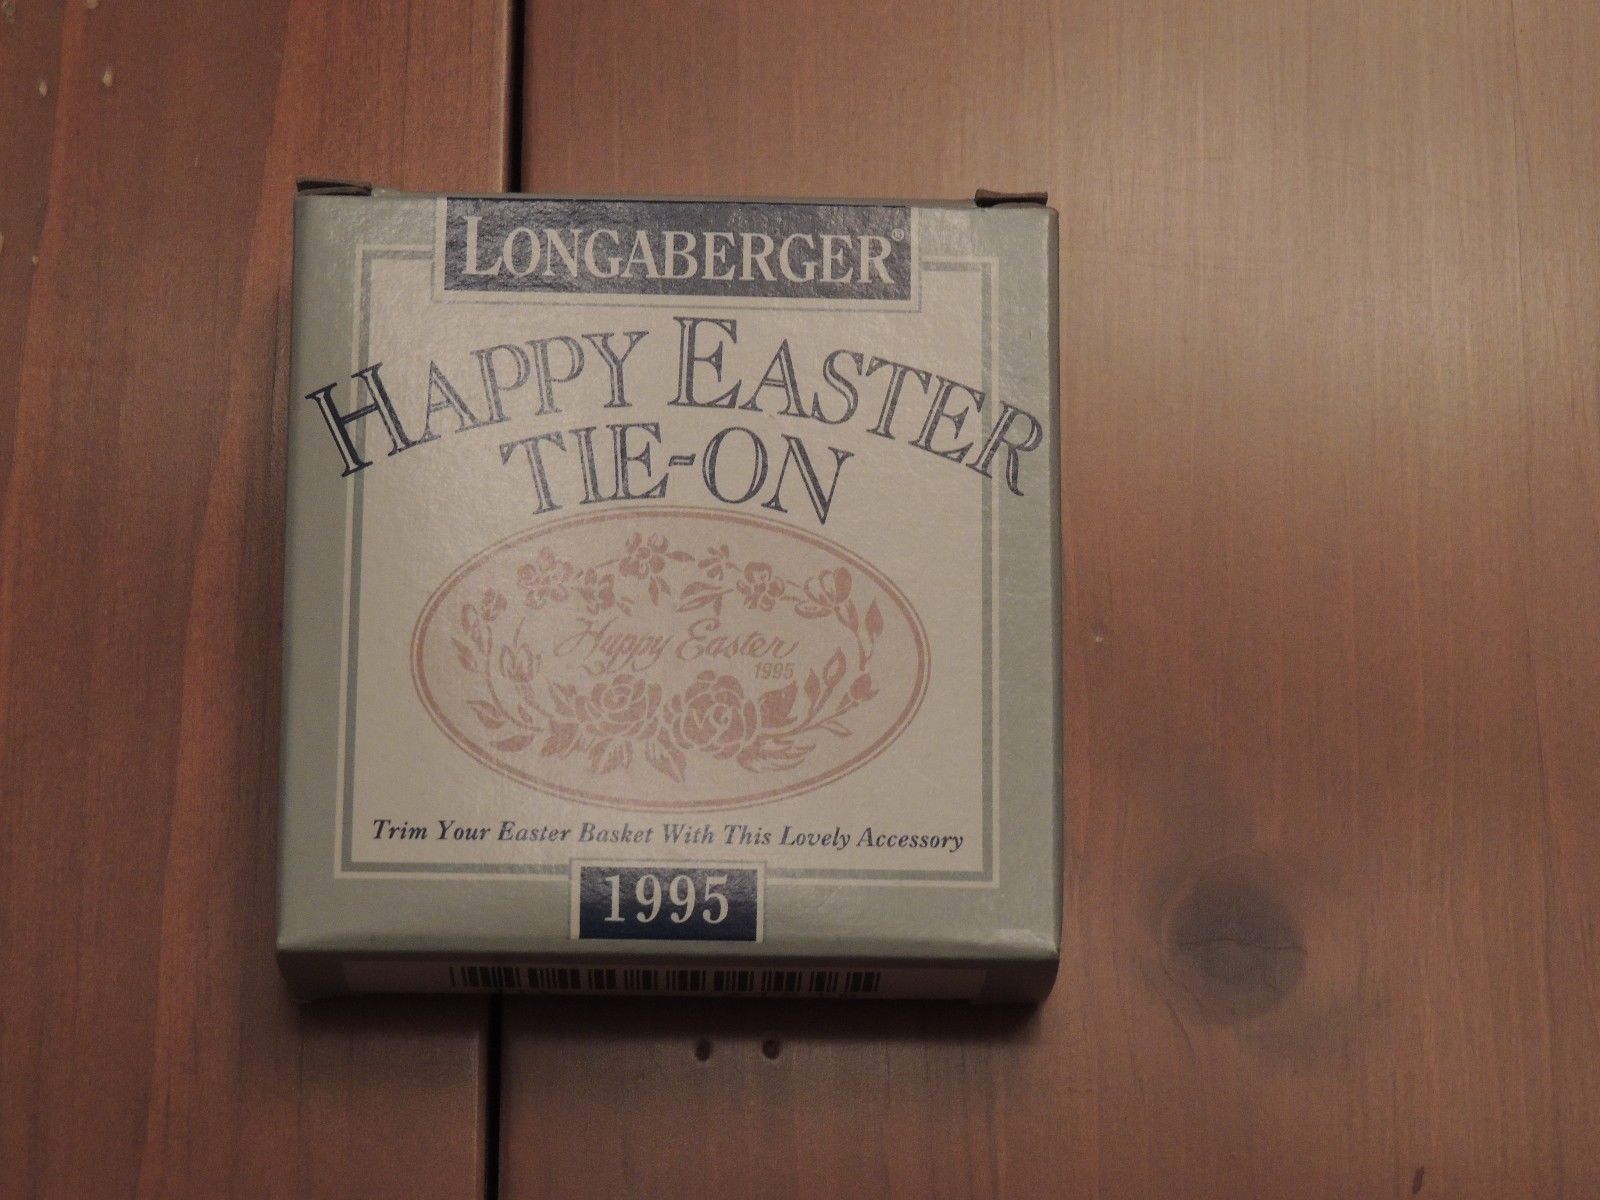 LONGABERGER®
HAPPY EASTER
TIE-ON
Happy Easter
1995
Trim Your Easter Basket With This Lovely Accessory
1995